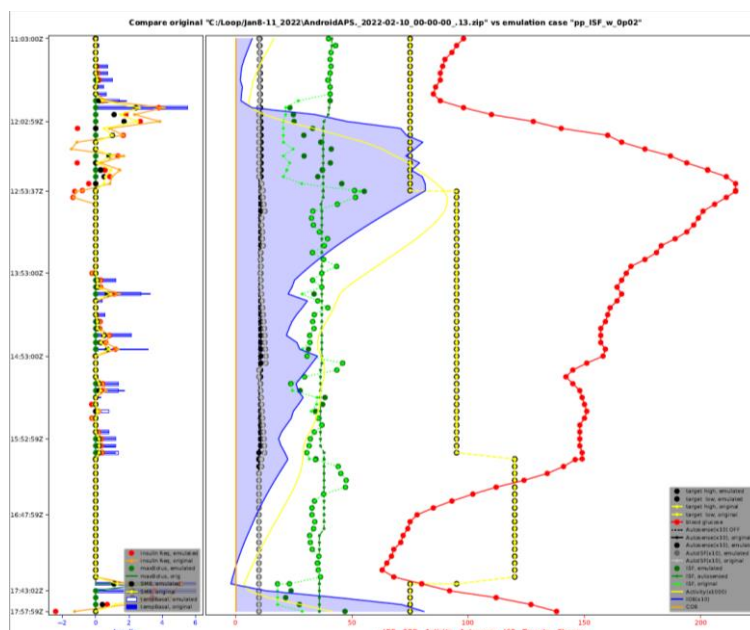 Compare original "C:/Loop/Jan8-11_2022\AndroidAPS._2022-02-10_00-00-00_.13.zip" vs emulation case "pp_ISF_w_0p02"
11:03:00Z
12:02:59Z
12:53:37Z
13:53:00Z
14:53:00Z
15:52:59Z
16:47:59Z
17:43:02Z
17:57:59Z
insulin Req, emulated
insulin Req, original
maxBolus, emulated
maxBolus, orig
SMB, emulated
SMB, original
tempBasal, emulated
tempBasal, original
−2
0
2
4
target high, emulated
target low, emulated
target high, original
target low, original
blood glucose
Autosense(x10) OFF
Autosense(x10), original
Autosense(x10), emulated
AutoISF(x10), emulated
AutoISF(x10), original
ISF, emulated
ISF, autosensed
ISF, original
Activity(x1000)
IOB(x10)
COB
0
50
100
150
200